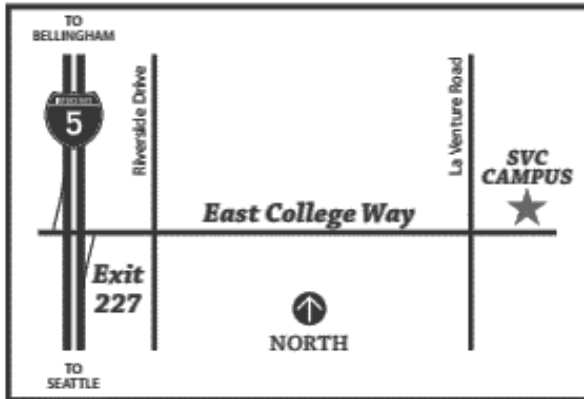 TO
BELLINGHAM
5
Riverside Drive
La Venture Road
SVC
CAMPUS
East College Way
Exit
227
NORTH
TO
SEATTLE